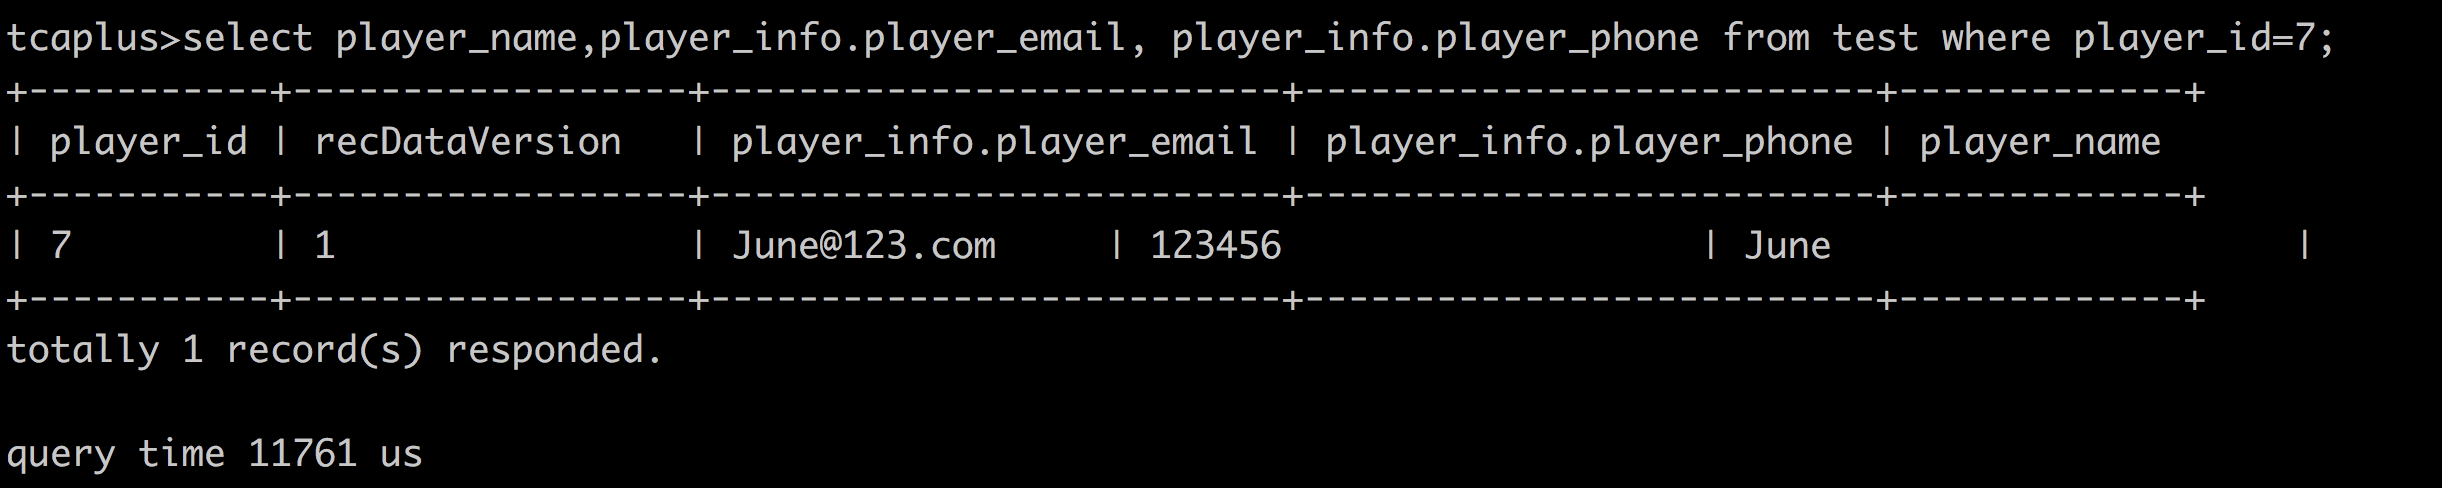 tcaplus>select player_name,player_info.player_email, player_info.player_phone from test where player_id=7;
+-----------+------------------+--------------------------+--------------------------+-------------+
| player_id | recDataVersion   | player_info.player_email | player_info.player_phone | player_name
+-----------+------------------+--------------------------+--------------------------+-------------+
| 7         | 1                | June@123.com     | 123456                   | June                     |
+-----------+------------------+--------------------------+--------------------------+-------------+
totally 1 record(s) responded.
query time 11761 us